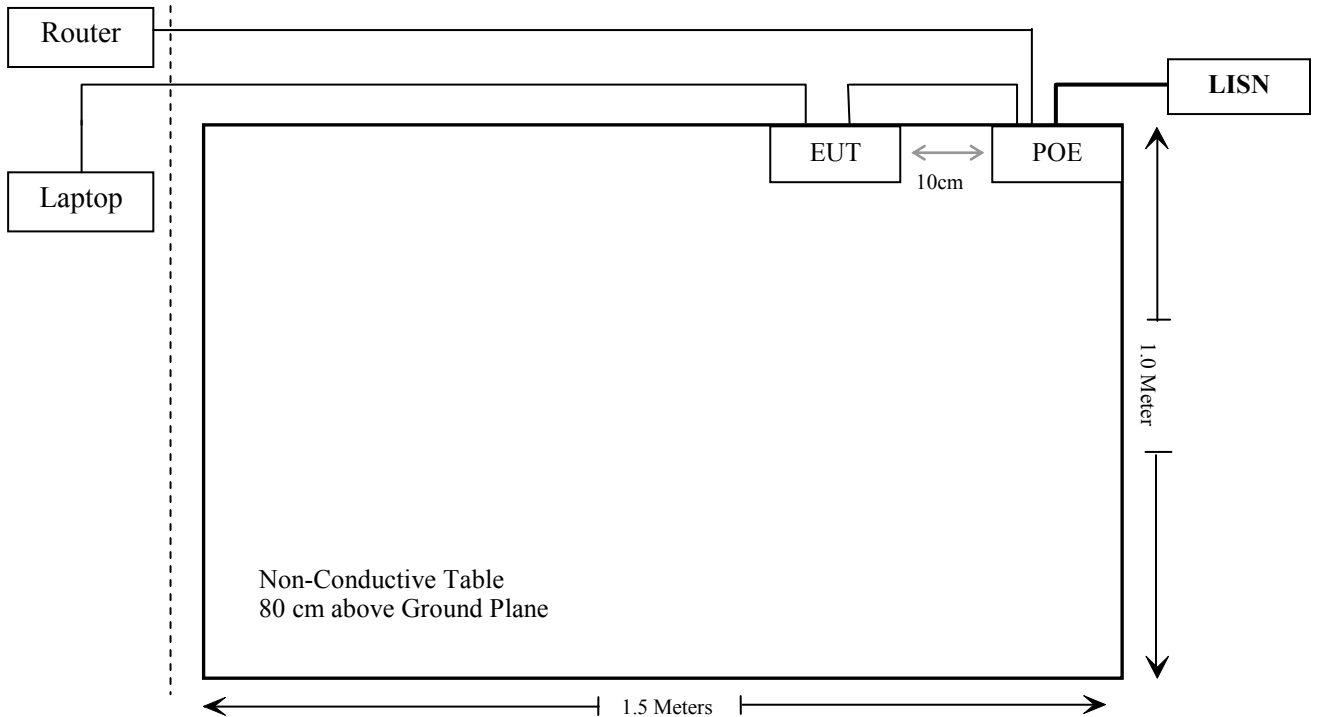 Router
LISN
EUT
POE
10cm
Laptop
1.0 Meter
Non-Conductive Table
80 cm above Ground Plane
1.5 Meters